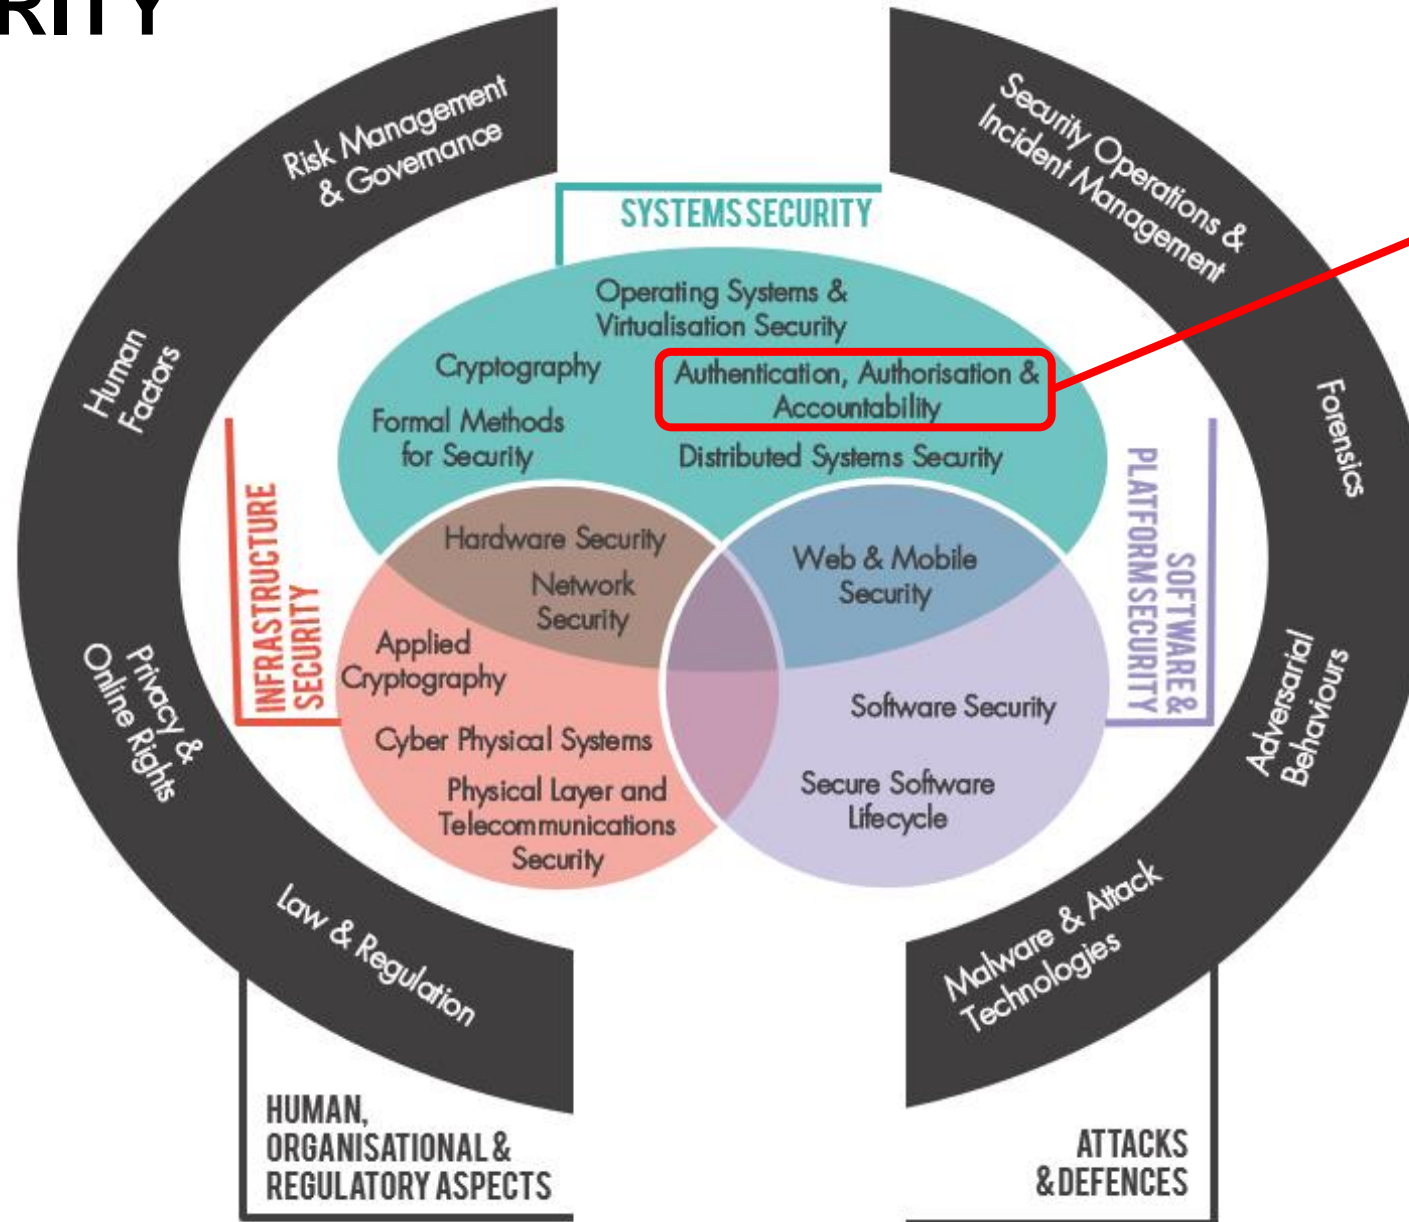 RITY
Risk Management
& Governance
Human
Factors
Privacy &
Online Rights
Law & Regulation
HUMAN,
ORGANISATIONAL &
REGULATORY ASPECTS
SYSTEMS SECURITY
Operating Systems &
Virtualisation Security
Cryptography
Authentication, Authorisation &
Accountability
Formal Methods
for Security
Distributed Systems Security
INFRASTRUCTURE
SECURITY
Hardware Security
Network
Security
Applied
Cryptography
Cyber Physical Systems
Physical Layer and
Telecommunications
Security
Web & Mobile
Security
Software Security
Secure Software
Lifecycle
SOFTWARE &
PLATFORM SECURITY
Security Operations &
Incident Management
Forensics
Adversarial
Behaviours
Malware & Attack
Technologies
ATTACKS
& DEFENCES